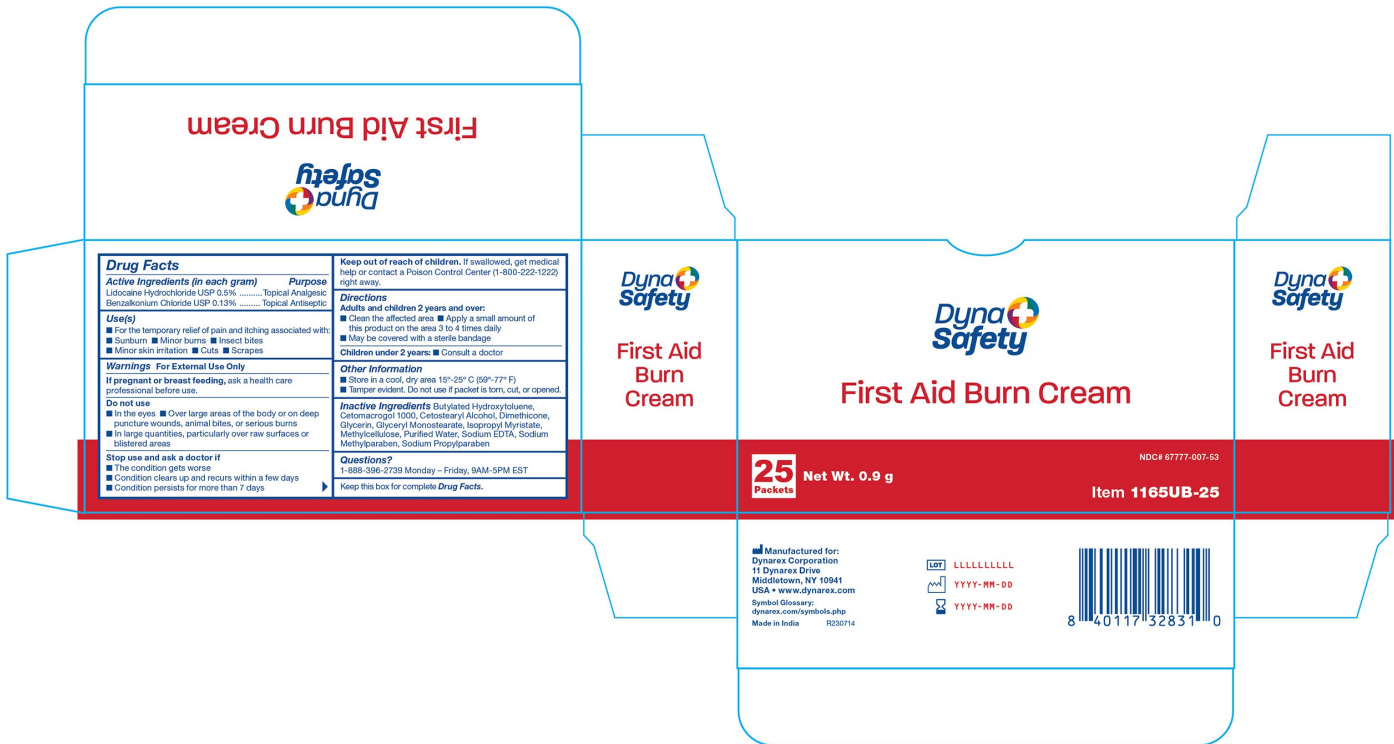 First Aid Burn Cream
Dyna
Safety
Drug Facts
Active Ingredients (in each gram) Purpose
Lidocaine Hydrochloride USP 0.5% ..........Topical Analgesic
Benzalkonium Chloride USP 0.13% ......... Topical Antiseptic
Use(s)
■ For the temporary relief of pain and itching associated with:
■ Sunburn ■ Minor burns ■ Insect bites
■ Minor skin irritation ■ Cuts ■ Scrapes
Warnings For External Use Only
If pregnant or breast feeding, ask a health care
professional before use.
Do not use
■ In the eyes ■ Over large areas of the body or on deep
puncture wounds, animal bites, or serious burns
■ In large quantities, particularly over raw surfaces or
blistered areas
Stop use and ask a doctor if
■ The condition gets worse
■ Condition clears up and recurs within a few days
■ Condition persists for more than 7 days
Keep out of reach of children. If swallowed, get medical
help or contact a Poison Control Center (1-800-222-1222)
right away.
Directions
Adults and children 2 years and over:
■ Clean the affected area ■ Apply a small amount of
this product on the area 3 to 4 times daily
■ May be covered with a sterile bandage
Children under 2 years: ■ Consult a doctor
Other Information
■ Store in a cool, dry area 15°-25° C (59°-77° F)
■ Tamper evident. Do not use if packet is torn, cut, or opened.
Inactive Ingredients Butylated Hydroxytoluene,
Cetomacrogol 1000, Cetostearyl Alcohol, Dimethicone,
Glycerin, Glyceryl Monostearate, Isopropyl Myristate,
Methylcellulose, Purified Water, Sodium EDTA, Sodium
Methylparaben, Sodium Propylparaben
Questions?
1-888-396-2739 Monday – Friday, 9AM-5PM EST
Keep this box for complete Drug Facts.
Dyna
Safety
First Aid
Burn
Cream
Dyna
Safety
First Aid Burn Cream
25
Packets
Net Wt. 0.9 g
NDC# 67777-007-53
Item 1165UB-25
Dyna
Safety
First Aid
Burn
Cream
Manufactured for:
Dynarex Corporation
11 Dynarex Drive
Middletown, NY 10941
USA • www.dynarex.com
Symbol Glossary:
dynarex.com/symbols.php
Made in India R230714
LOT LLLLLLLLLL
YYYY-MM-DD
YYYY-MM-DD
8 40117 32831 0